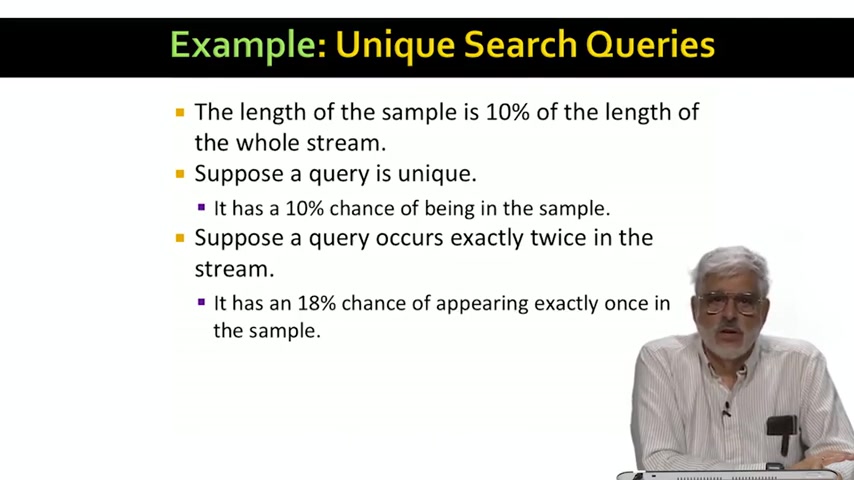 Example: Unique Search Queries
▪ The length of the sample is 10% of the length of
the whole stream.
▪ Suppose a query is unique.
▪ It has a 10% chance of being in the sample.
▪ Suppose a query occurs exactly twice in the
stream.
▪ It has an 18% chance of appearing exactly once in
the sample.